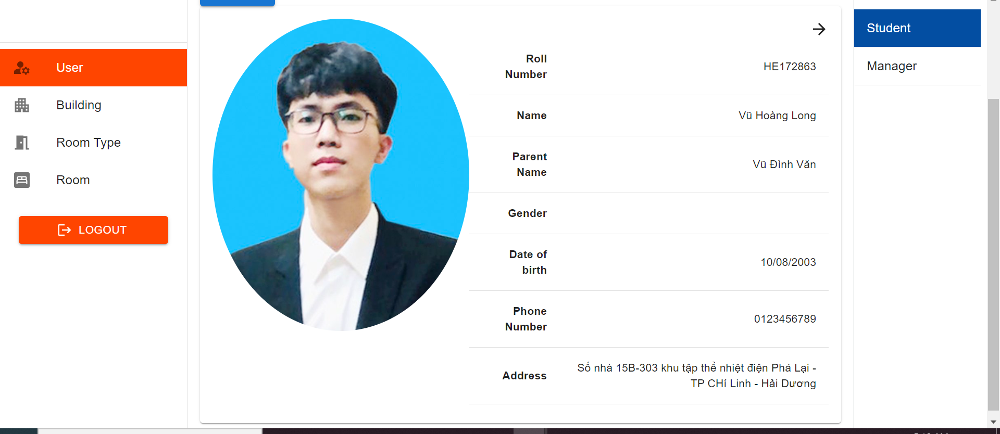 User
Building
Room Type
Room
LOGOUT
Roll
Number
HE172863
Name
Vũ Hoàng Long
Parent
Name
Vũ Đình Văn
Gender
Date of
birth
10/08/2003
Phone
Number
0123456789
Address
Số nhà 15B-303 khu tập thể nhiệt điện Phả Lại -
TP CHí Linh - Hải Dương
Student
Manager